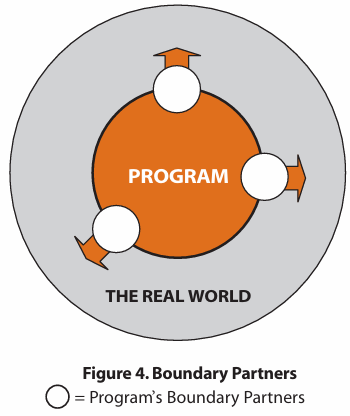 PROGRAM
THE REAL WORLD
Figure 4. Boundary Partners
= Program's Boundary Partners